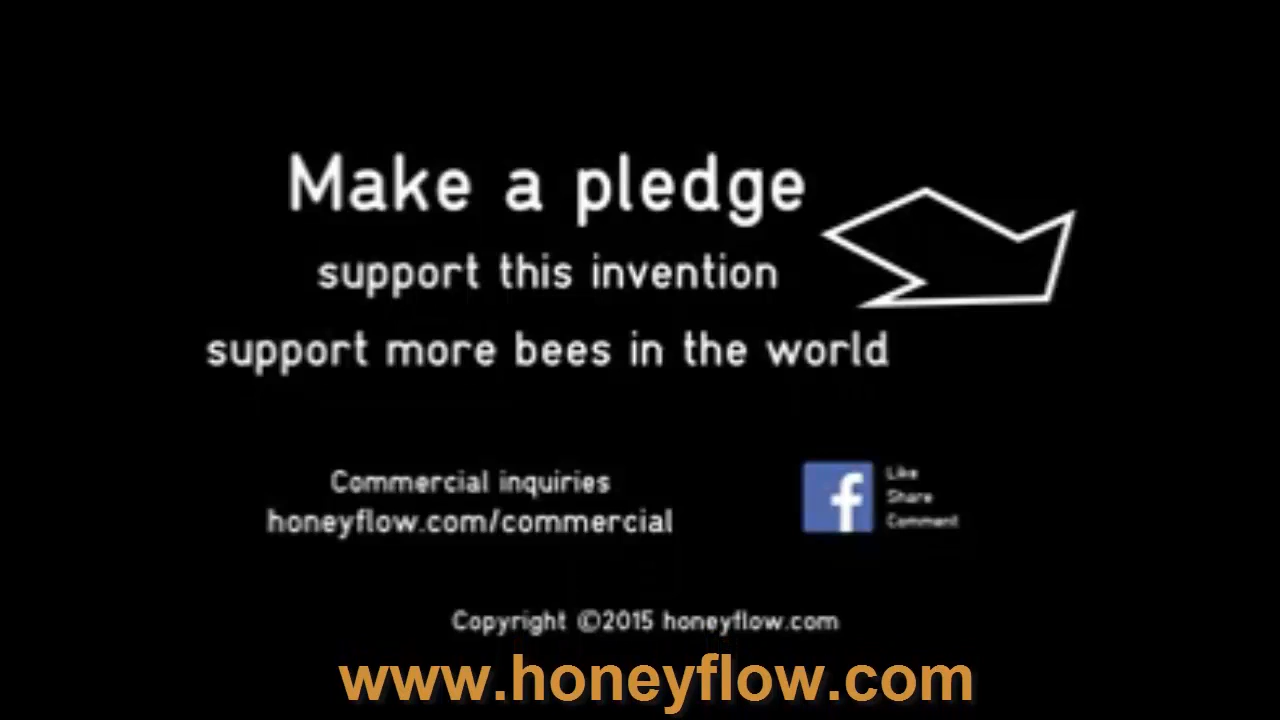 Make a pledge
support this invention
support more bees in the world
Commercial inquiries
honeyflow.com/commercial
f
Like
Share
Comment
Copyright ©2015 honeyflow.com
www.honeyflow.com